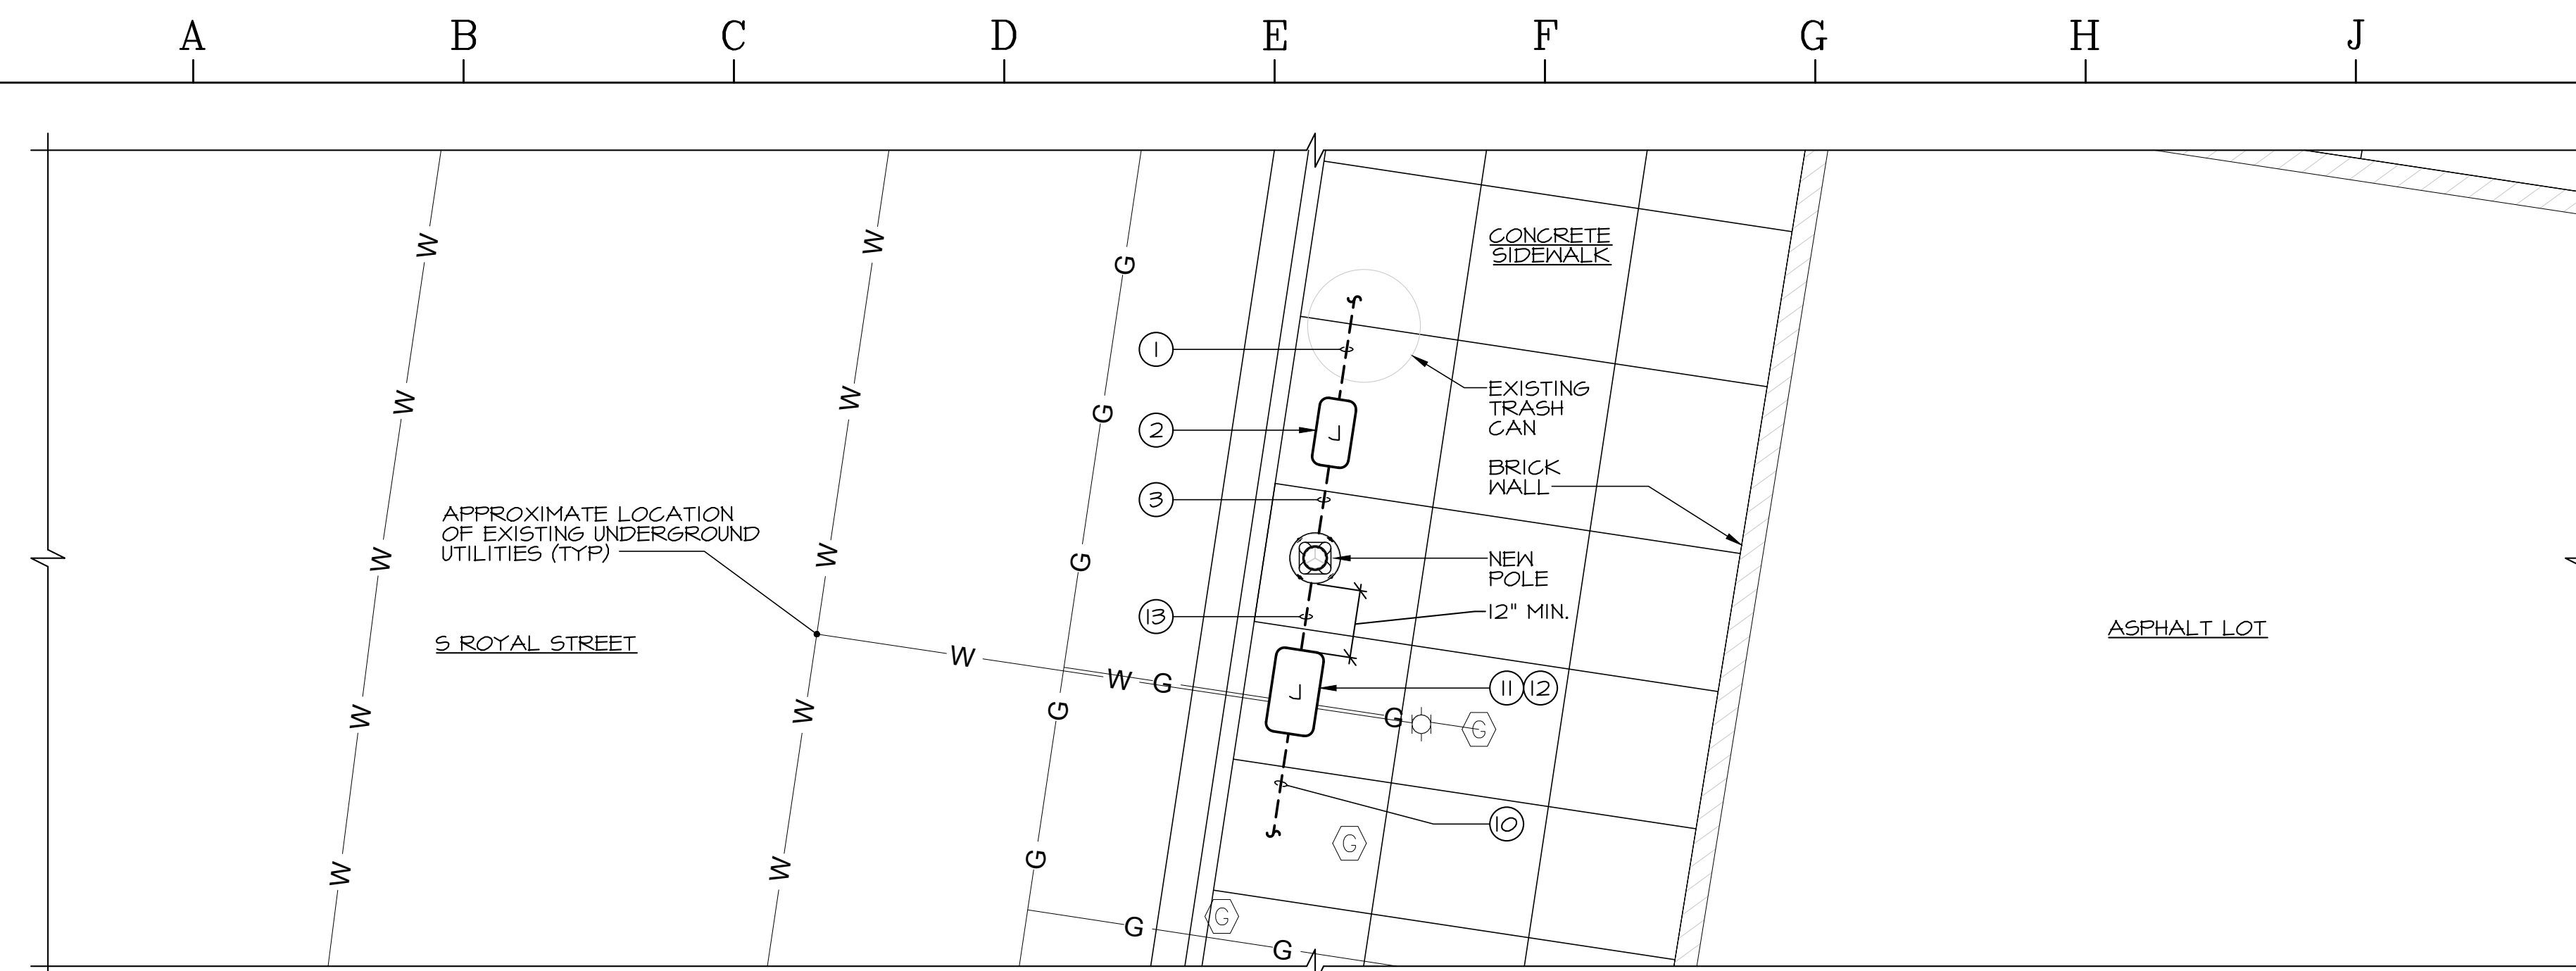 A B C D E F G H J
CONCRETE
SIDEWALK
W W G
1
EXISTING
TRASH
CAN
W W G
2
J
BRICK
WALL
3
APPROXIMATE LOCATION
OF EXISTING UNDERGROUND
UTILITIES (TYP)
W W G
NEW
POLE
12" MIN.
13
S ROYAL STREET
ASPHALT LOT
W
W G
J
11 12
W W G
G G
10
G
W W G
G
G
G